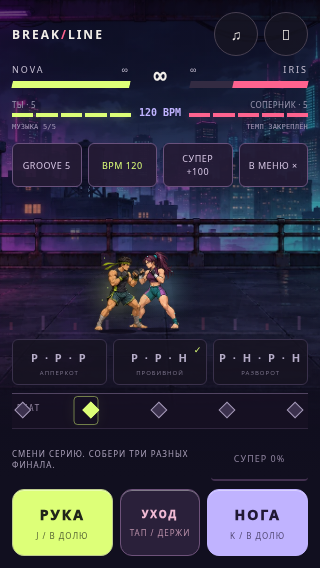 BREAK/LINE
♫
NOVA ∞
∞
∞ IRIS
ТЫ · 5
120 BPM
СОПЕРНИК · 5
МУЗЫКА 5/5
ТЕМП ЗАКРЕПЛЁН
GROOVE 5
BPM 120
СУПЕР
+100
В МЕНЮ ×
Р · Р · Р
АППЕРКОТ
Р · Р · Н ✓
ПРОБИВНОЙ
Р · Н · Р · Н
РАЗВОРОТ
СМЕНИ СЕРИЮ. СОБЕРИ ТРИ РАЗНЫХ
ФИНАЛА.
СУПЕР 0%
РУКА
J / В ДОЛЮ
УХОД
ТАП / ДЕРЖИ
НОГА
K / В ДОЛЮ